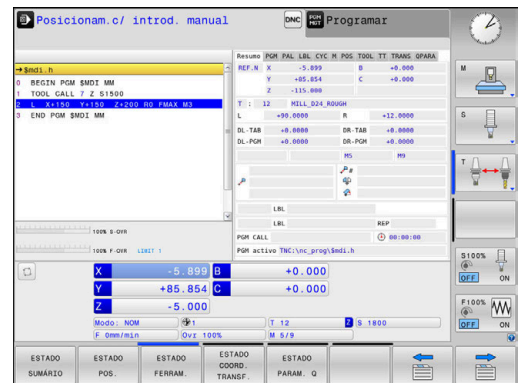 Posicionam.c/ introd. manual
DNC
PGM MGT
Programar
→$mdi.h
0 BEGIN PGM $MDI MM
1 TOOL CALL 7 Z S1500
2 L X+150 Y+150 Z+200 R0 FMAX M3
3 END PGM $MDI MM
100% S-OVR
100% F-OVR LIMIT 1
Resumo PGM PAL LBL CYC M POS TOOL TT TRANS QPARA
REF.N X -5.899 B +0.000
Y +85.854 C +0.000
Z -115.000
T : 12 MILL_D24_ROUGH
L +90.0000 R +12.0000
DL-TAB +0.0000 DR-TAB +0.0000
DL-PGM +0.0000 DR-PGM +0.0000
M5 M9
P #
LBL
LBL REP
PGM CALL 00:00:00
PGM activo TNC:\nc_prog\$mdi.h
X -5.899 B +0.000
Y +85.854 C +0.000
Z -5.000
Modo: NOM 1 T 12 Z S 1800
F 0mm/min Ovr 100% M 5/9
M
S
T
S100%
OFF ON
F100%
OFF ON
ESTADO SUMÁRIO
ESTADO POS.
ESTADO FERRAM.
ESTADO COORD. TRANSF.
ESTADO PARAM. Q